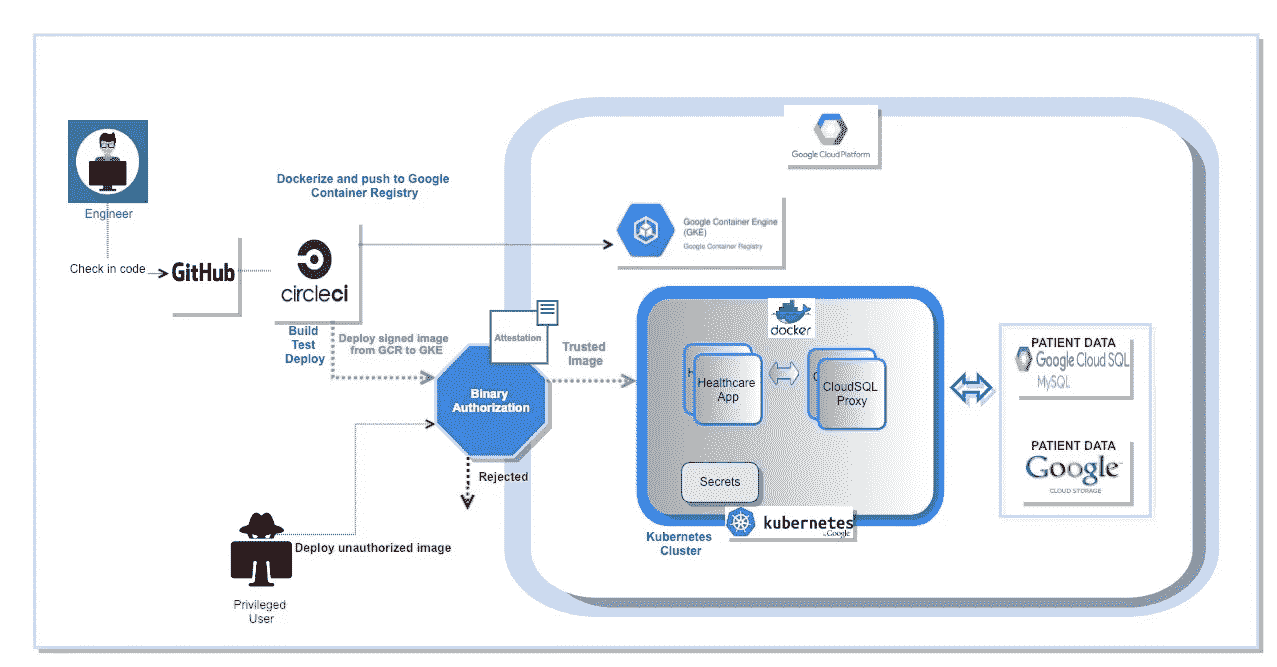 Google Cloud Platform
Engineer
Dockerize and push to Google
Container Registry
Google Container Engine
(GKE)
Google Container Registry
Check in code
GitHub
circleci
Build
Test
Deploy
Deploy signed image
from GCR to GKE
Attestation
Trusted
Image
Binary
Authorization
Rejected
docker
Healthcare
App
CloudSQL
Proxy
Secrets
kubernetes
by Google
Kubernetes
Cluster
PATIENT DATA
Google Cloud SQL
MySQL
PATIENT DATA
Google
CLOUD STORAGE
Deploy unauthorized image
Privileged
User